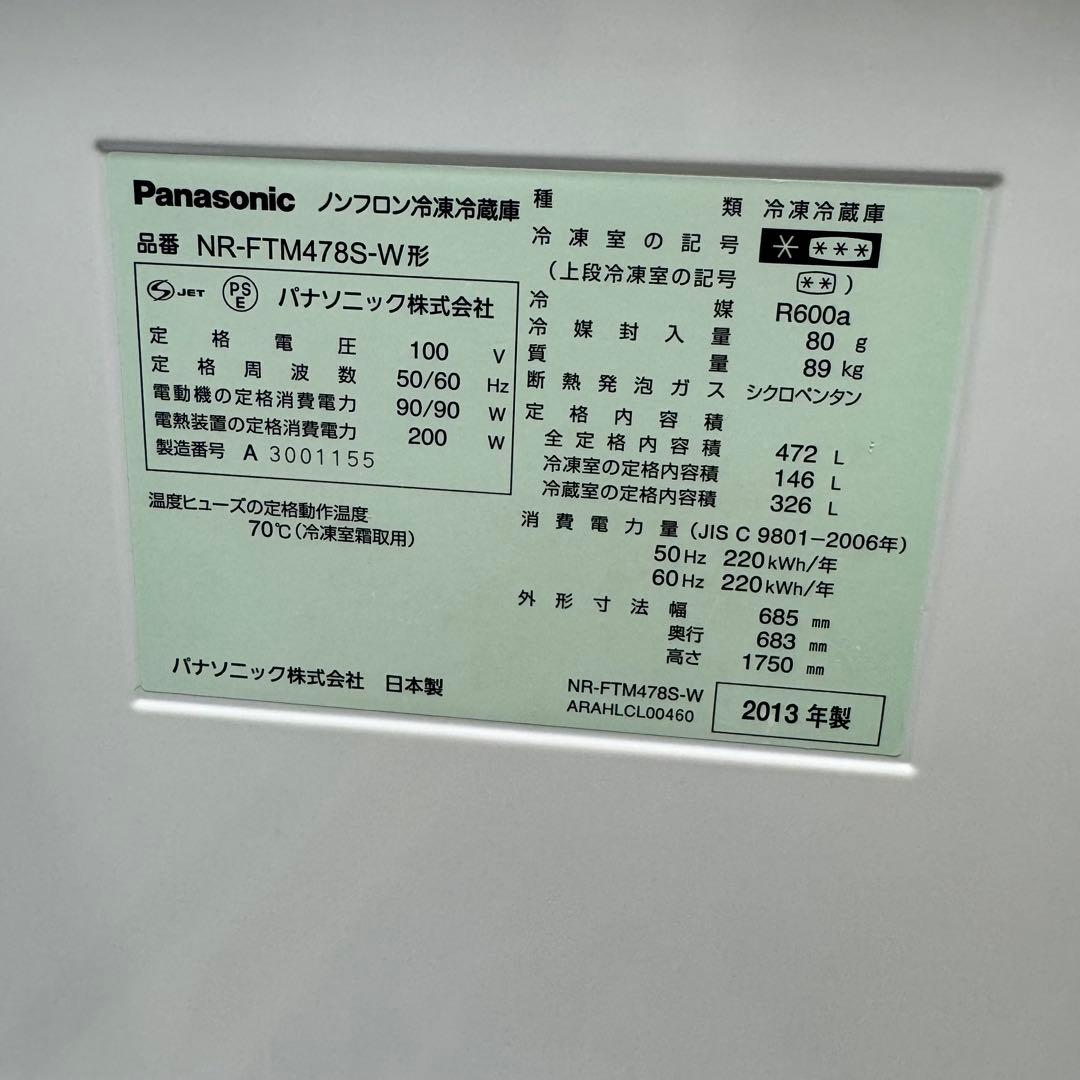 Panasonic ノンフロン冷凍冷蔵庫
品番 NR-FTM478S-W形
JET PSE パナソニック株式会社
定格電圧 100 V
定格周波数 50/60 Hz
電動機の定格消費電力 90/90 W
電熱装置の定格消費電力 200 W
製造番号 A 3001155
温度ヒューズの定格動作温度
70℃(冷凍室霜取用)
パナソニック株式会社 日本製
種類 冷凍冷蔵庫
冷凍室の記号 * ***
(上段冷凍室の記号 ** )
冷媒 R600a
冷媒封入量 80 g
質量 89 kg
断熱発泡ガス シクロペンタン
定格内容積
全定格内容積 472 L
冷凍室の定格内容積 146 L
冷蔵室の定格内容積 326 L
消費電力量(JIS C 9801-2006年)
50Hz 220kWh/年
60Hz 220kWh/年
外形寸法 幅 685 mm
奥行 683 mm
高さ 1750 mm
NR-FTM478S-W
ARAHLCL00460
2013年製